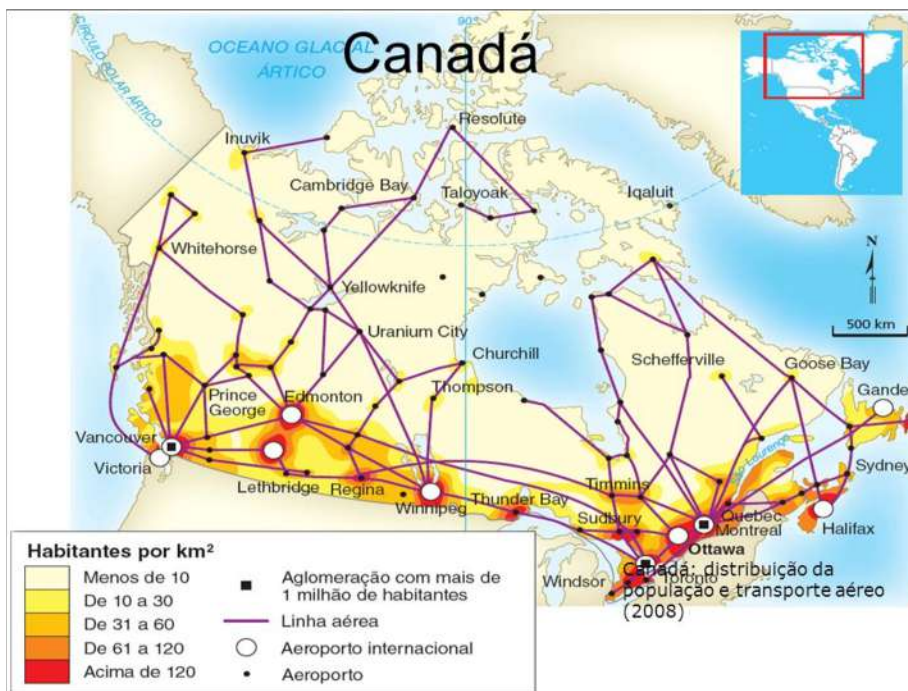 Canadá
90°
OCEANO GLACIAL
ÁRTICO
CÍRCULO POLAR ÁRTICO
Resolute
Inuvik
Cambridge Bay
Taloyoak
Iqaluit
Whitehorse
N
Yellowknife
500 km
Uranium City
Churchill
Schefferville
Goose Bay
Thompson
Prince
George
Edmonton
Gande
Vancouver
Victoria
São Lourenço
Sydney
Lethbridge
Regina
Winnipeg
Thunder Bay
Timmins
Sudbury
Quebec
Montreal
Halifax
Ottawa
Windsor
Toronto
Canadá: distribuição da
população e transporte aéreo
(2008)
Habitantes por km²
Menos de 10
De 10 a 30
De 31 a 60
De 61 a 120
Acima de 120
Aglomeração com mais de
1 milhão de habitantes
Linha aérea
Aeroporto internacional
Aeroporto